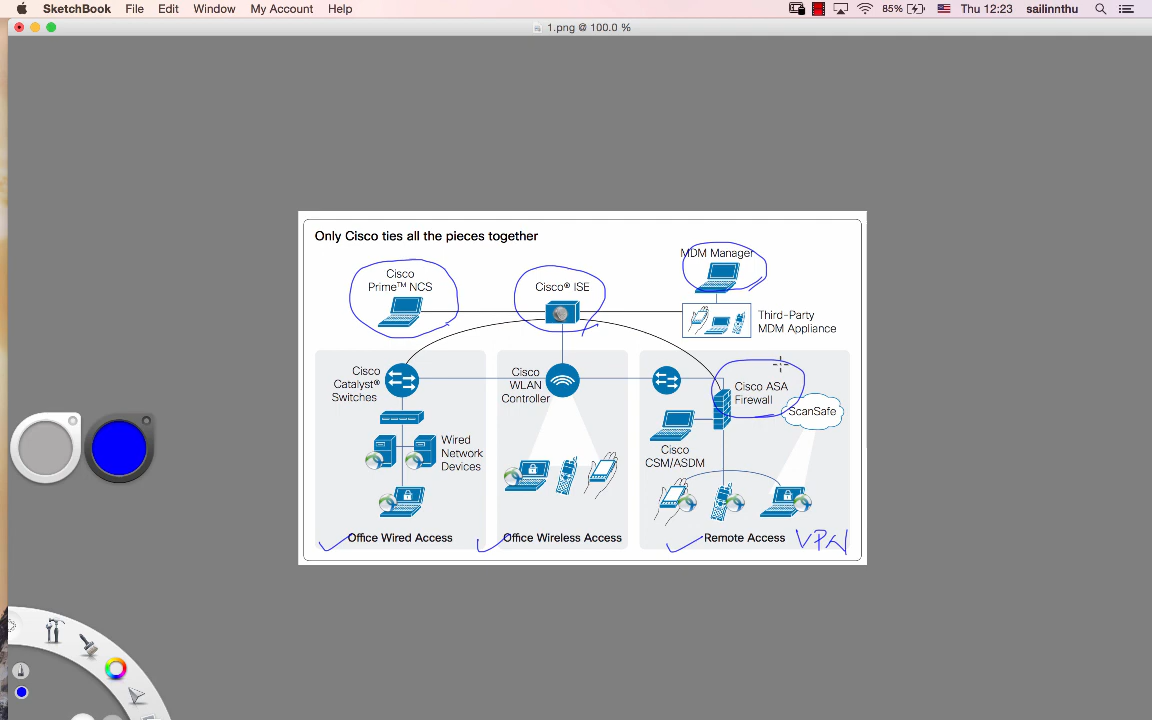 SketchBook File Edit Window My Account Help 85% Thu 12:23 sailinnthu
1.png @ 100.0 %
Only Cisco ties all the pieces together
MDM Manager
Cisco
Prime™ NCS
Cisco® ISE
Third-Party
MDM Appliance
Cisco
Catalyst®
Switches
Cisco
WLAN
Controller
Cisco ASA
Firewall
ScanSafe
Wired
Network
Devices
Cisco
CSM/ASDM
Office Wired Access
Office Wireless Access
Remote Access VPN